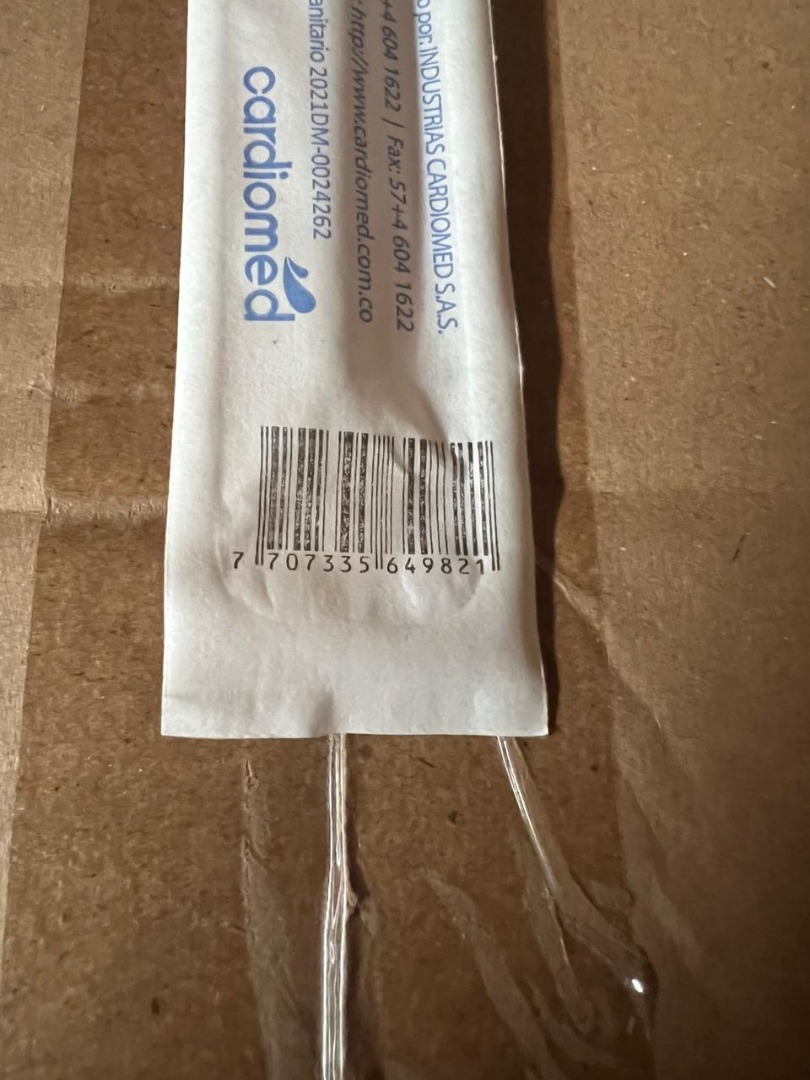 o por: INDUSTRIAS CARDIOMED S.A.S.
+4 604 1622 | Fax: 57+4 604 1622
: http://www.cardiomed.com.co
anitario 2021DM-0024262
cardiomed
7 707335 649821